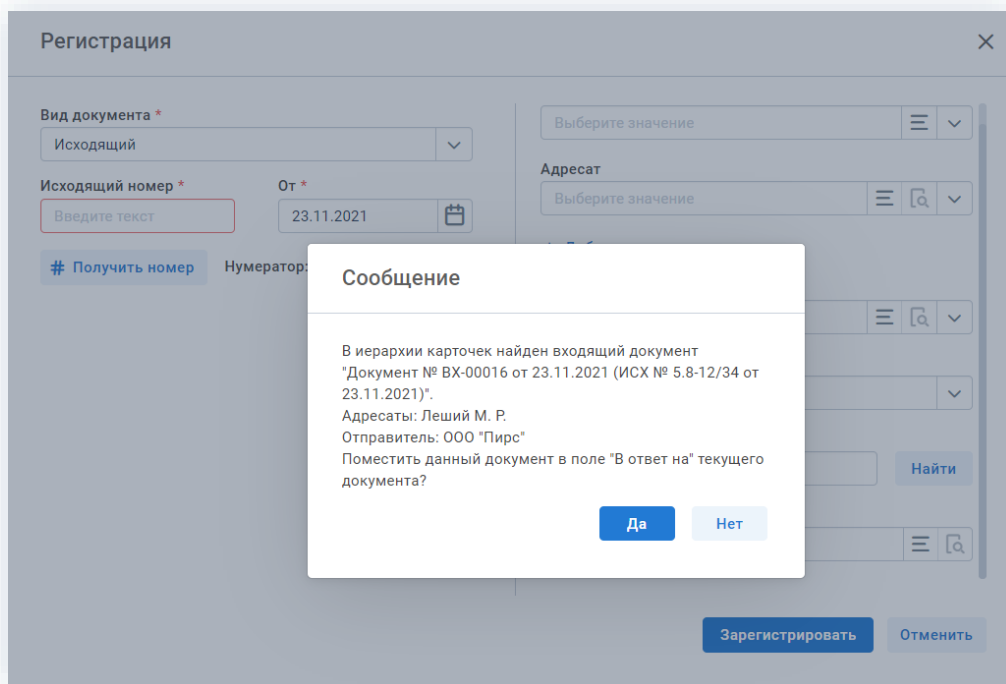 Регистрация
Вид документа *
Исходящий
Исходящий номер *
От *
Введите текст
23.11.2021
# Получить номер
Нумератор:
Выберите значение
Адресат
Выберите значение
Сообщение
В иерархии карточек найден входящий документ
"Документ № ВХ-00016 от 23.11.2021 (ИСХ № 5.8-12/34 от
23.11.2021)".
Адресаты: Леший М. Р.
Отправитель: ООО "Пирс"
Поместить данный документ в поле "В ответ на" текущего
документа?
Да
Нет
Найти
Зарегистрировать
Отменить